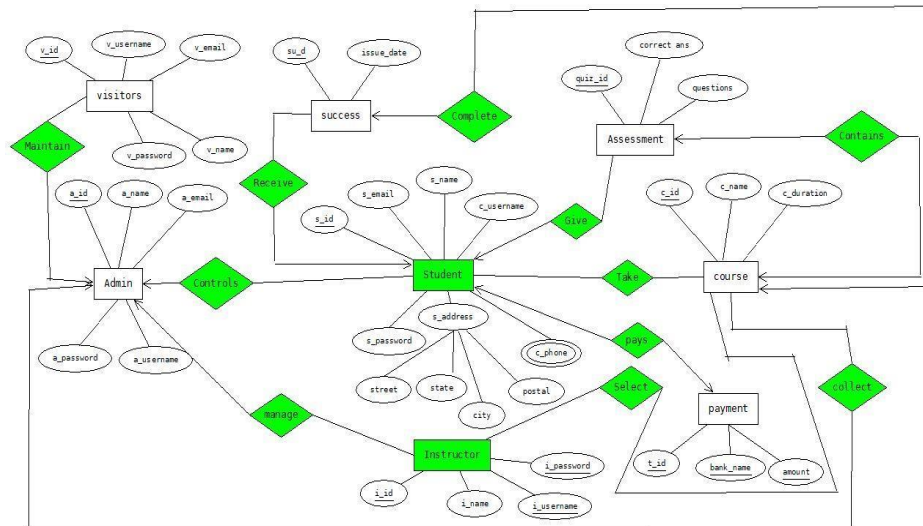 v_id
v_username
v_email
visitors
v_password
v_name
Maintain
su_d
issue_date
success
Complete
correct ans
quiz_id
questions
Assessment
Contains
Receive
a_id
a_name
a_email
Admin
a_password
a_username
Controls
s_id
s_email
s_name
c_username
Student
Give
Take
c_id
c_name
c_duration
course
s_password
s_address
c_phone
street
state
city
postal
pays
Select
collect
payment
t_id
bank_name
amount
manage
Instructor
i_password
i_id
i_name
i_username